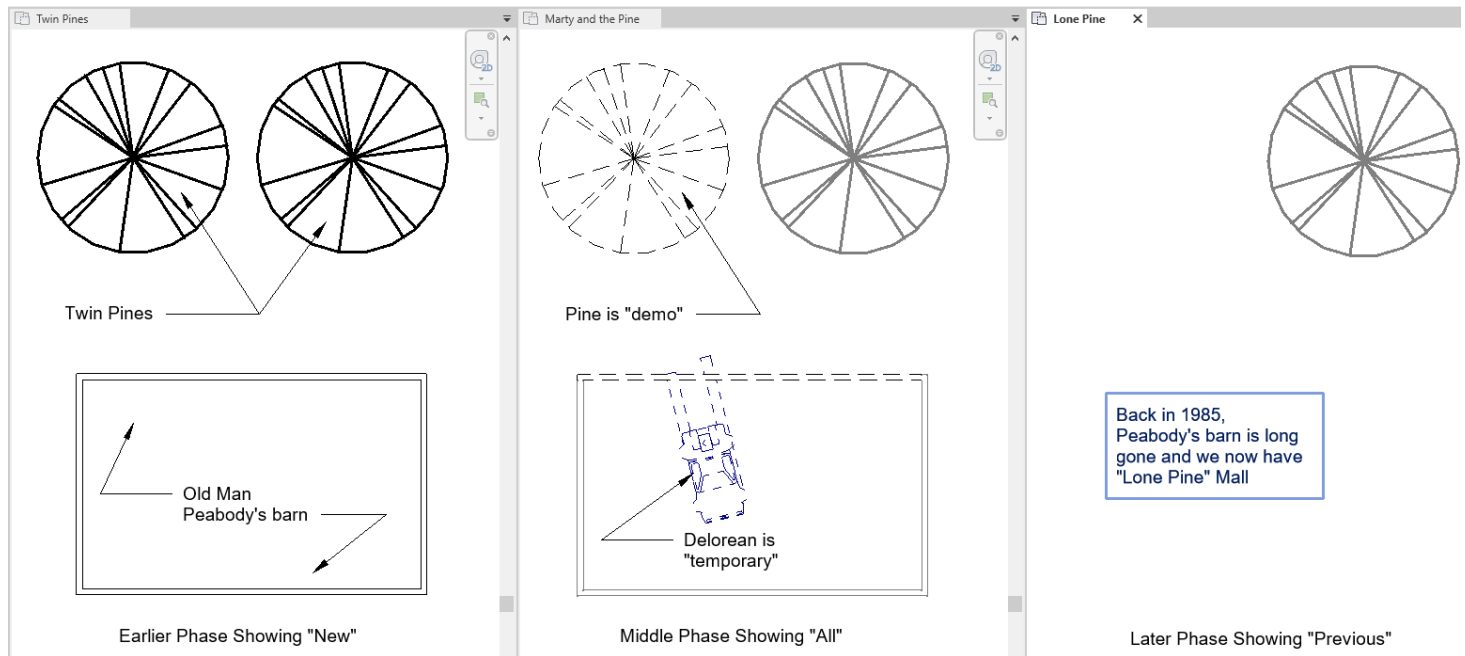 Twin Pines
Marty and the Pine
Lone Pine
2D
2D
Twin Pines
Pine is "demo"
Old Man
Peabody's barn
Delorean is
"temporary"
Back in 1985,
Peabody's barn is long
gone and we now have
"Lone Pine" Mall
Earlier Phase Showing "New"
Middle Phase Showing "All"
Later Phase Showing "Previous"